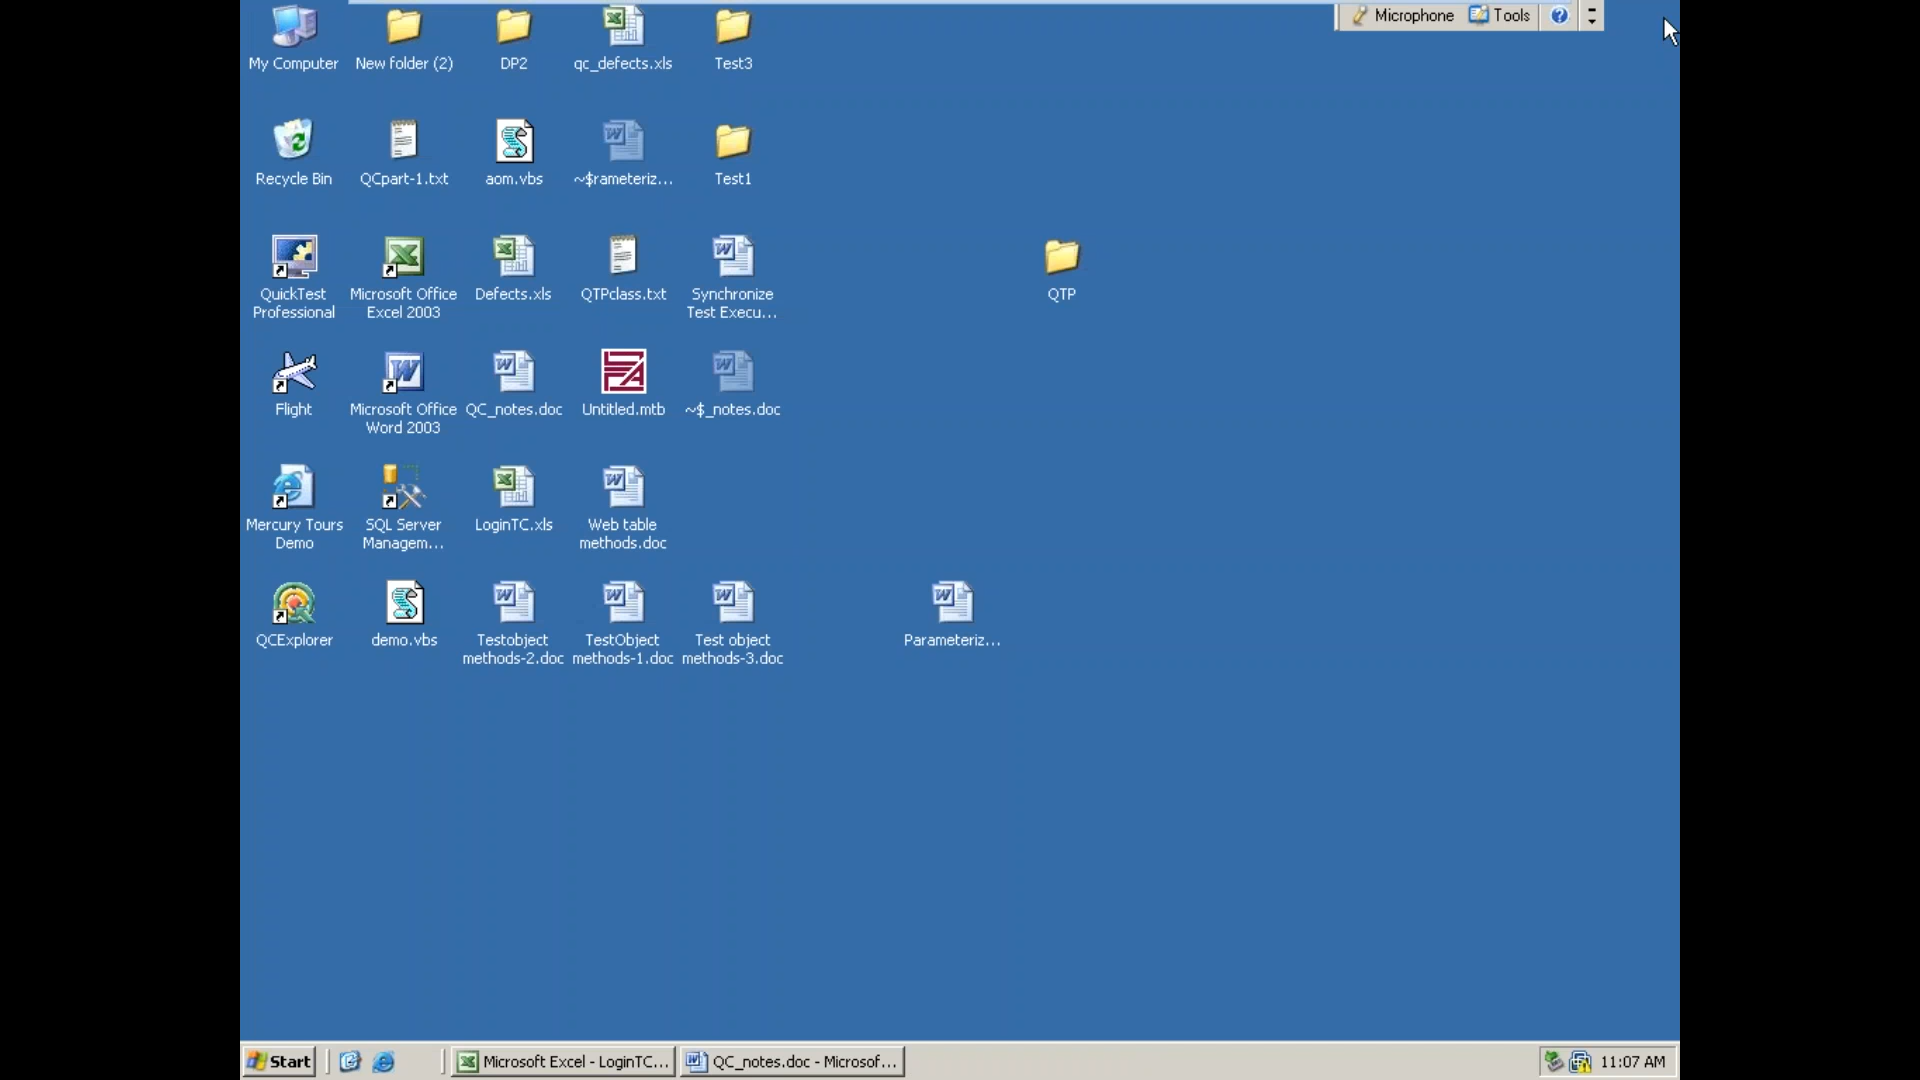 Microphone Tools
My Computer
New folder (2)
DP2
qc_defects.xls
Test3
Recycle Bin
QCpart-1.txt
aom.vbs
~$rameteriz...
Test1
QuickTest
Professional
Microsoft Office
Excel 2003
Defects.xls
QTPclass.txt
Synchronize
Test Execu...
QTP
Flight
Microsoft Office
Word 2003
QC_notes.doc
Untitled.mtb
~$_notes.doc
Mercury Tours
Demo
SQL Server
Managem...
LoginTC.xls
Web table
methods.doc
QCExplorer
demo.vbs
Testobject
methods-2.doc
TestObject
methods-1.doc
Test object
methods-3.doc
Parameteriz...
Start
Microsoft Excel - LoginTC...
QC_notes.doc - Microsof...
11:07 AM